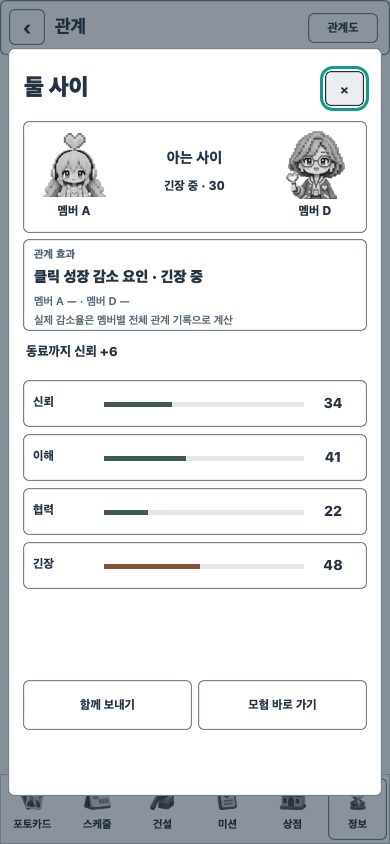 ‹ 관계 관계도
둘 사이 ×
아는 사이
긴장 중 · 30
멤버 A 멤버 D
관계 효과
클릭 성장 감소 요인 · 긴장 중
멤버 A — · 멤버 D —
실제 감소율은 멤버별 전체 관계 기록으로 계산
동료까지 신뢰 +6
신뢰 34
이해 41
협력 22
긴장 48
함께 보내기 모험 바로 가기
포토카드 스케줄 건설 미션 상점 정보